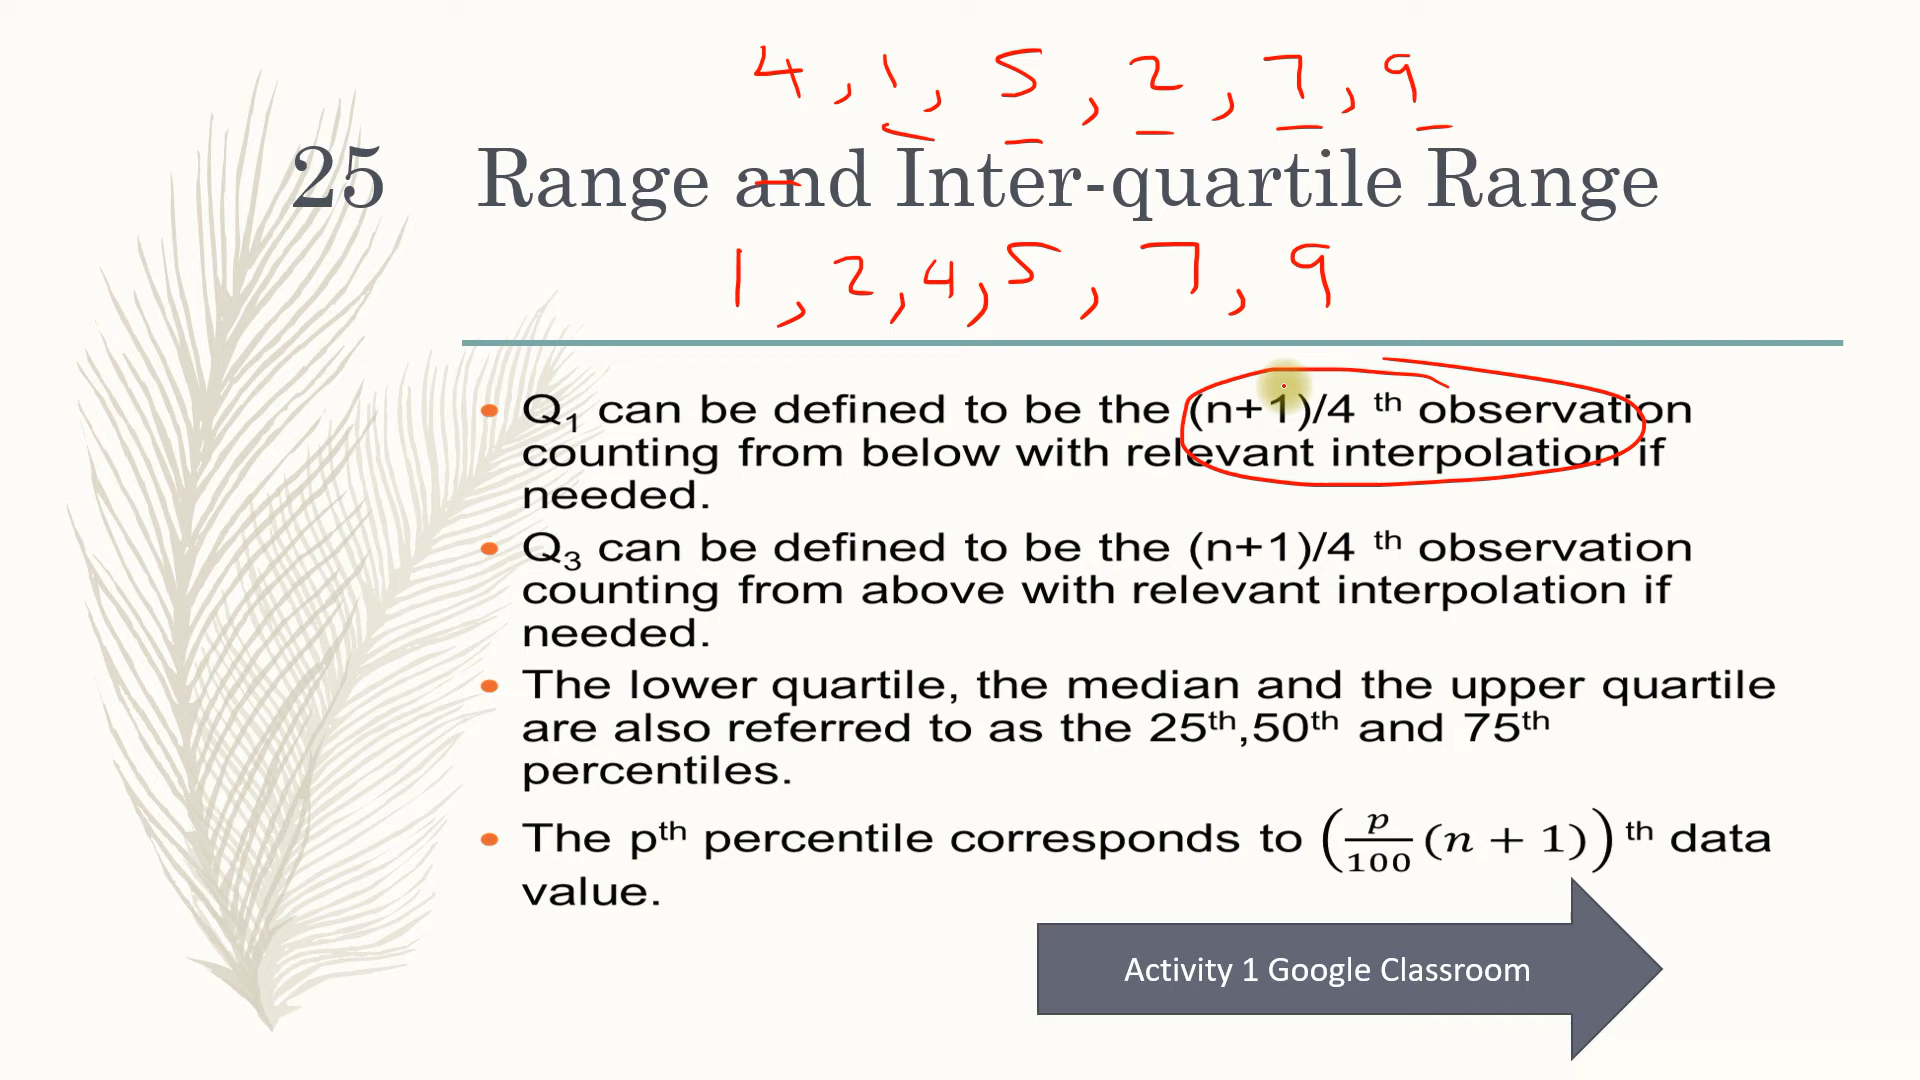 4, 1, 5, 2, 7, 9
25 Range and Inter-quartile Range
1, 2, 4, 5, 7, 9
Q₁ can be defined to be the (n+1)/4 th observation
counting from below with relevant interpolation if
needed.
Q₃ can be defined to be the (n+1)/4 th observation
counting from above with relevant interpolation if
needed.
The lower quartile, the median and the upper quartile
are also referred to as the 25th,50th and 75th
percentiles.
The pth percentile corresponds to (p/100 (n + 1)) th data
value.
Activity 1 Google Classroom